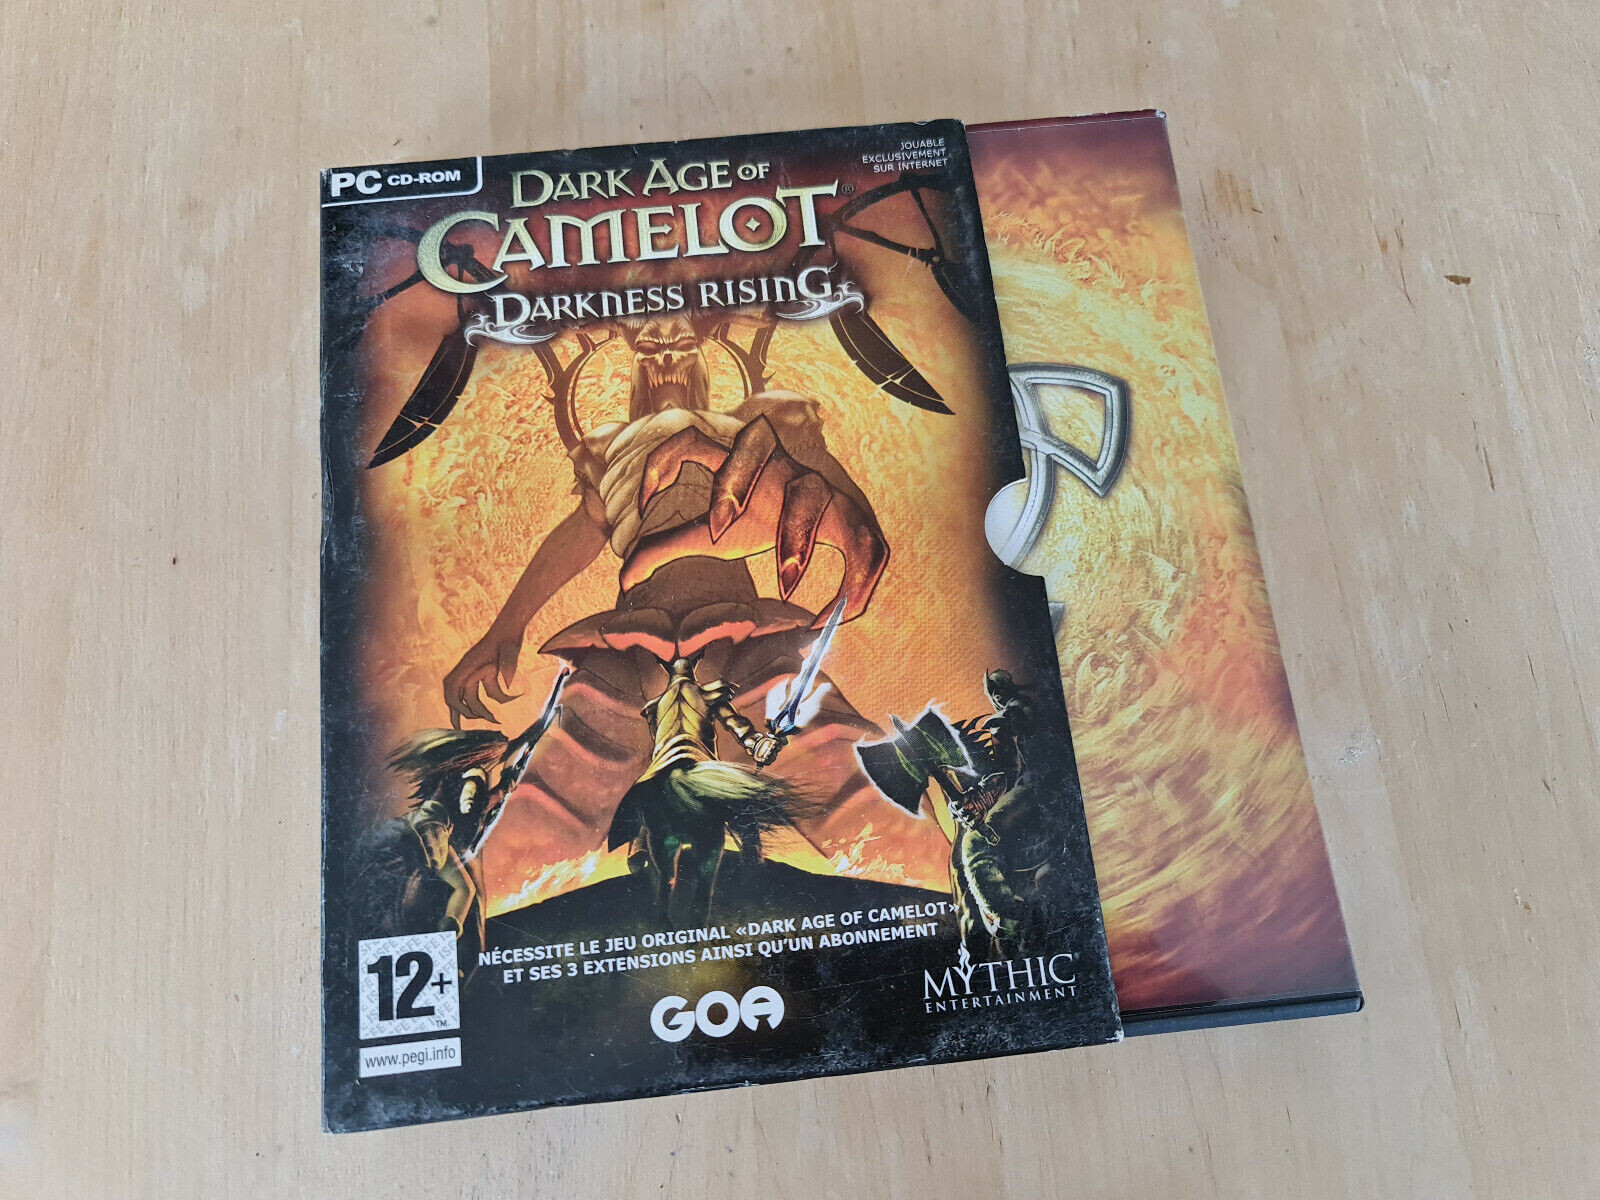 PC CD-ROM
JOUABLE
EXCLUSIVEMENT
SUR INTERNET
DARK AGE OF
CAMELOT®
DARKNESS RISING
NÉCESSITE LE JEU ORIGINAL «DARK AGE OF CAMELOT»
ET SES 3 EXTENSIONS AINSI QU'UN ABONNEMENT
12+™
www.pegi.info
GOA
MYTHIC®
ENTERTAINMENT